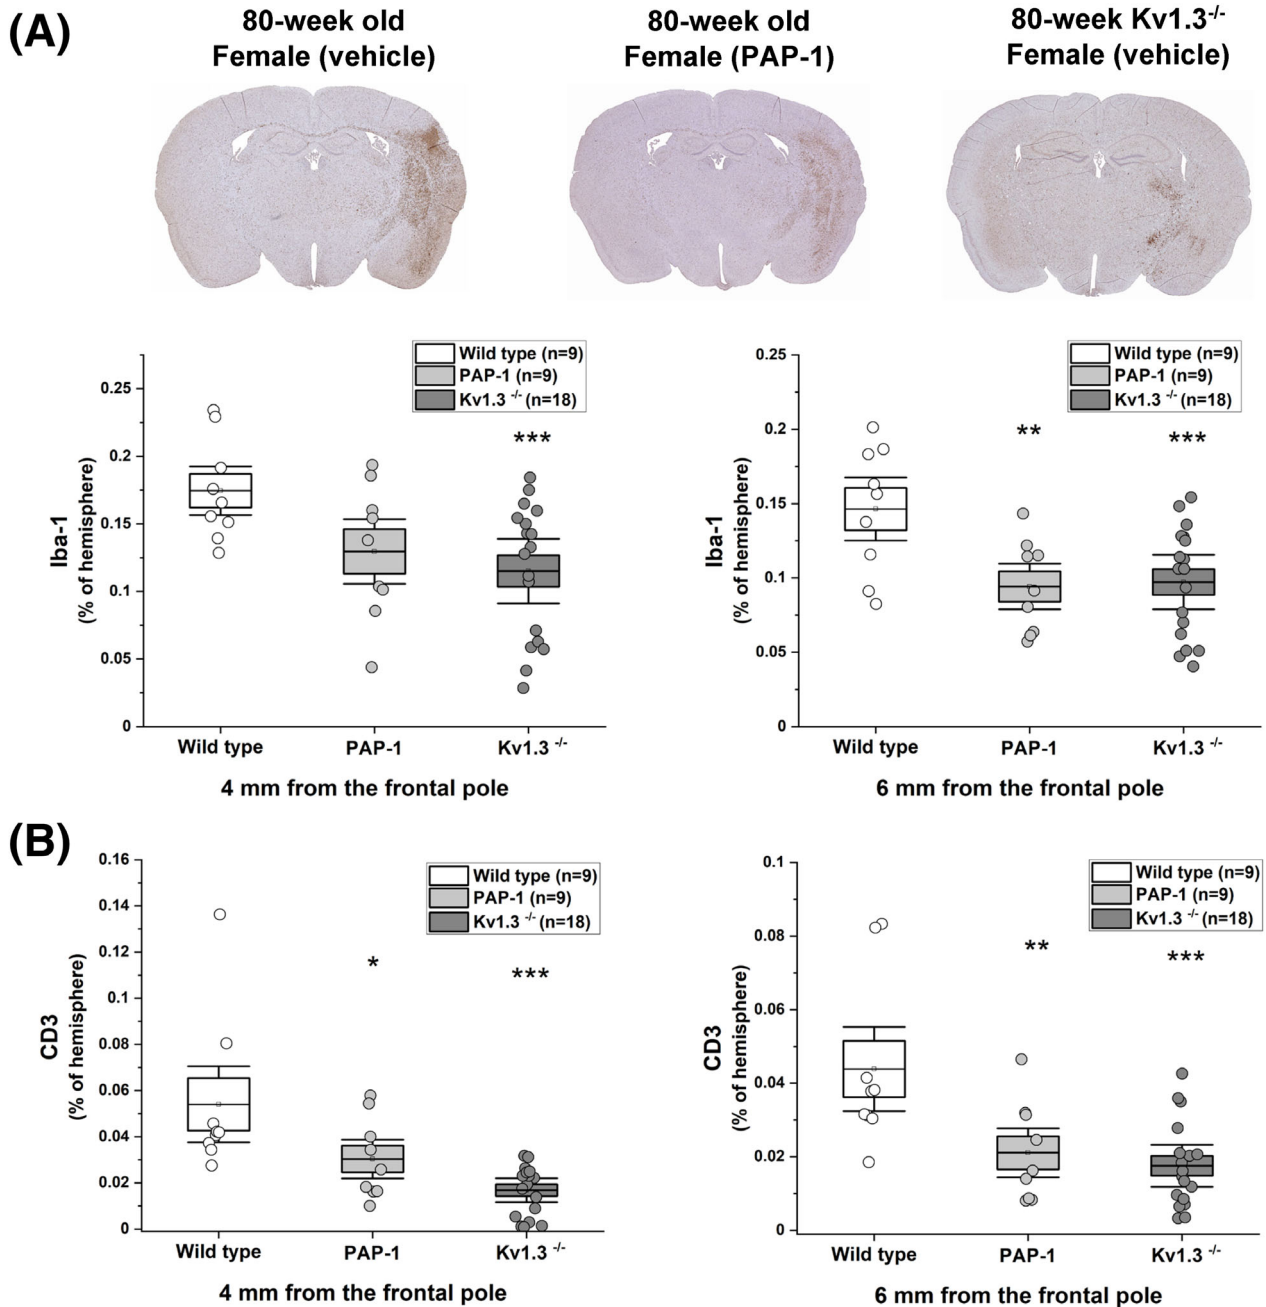 (A)
80-week old
Female (vehicle)
80-week old
Female (PAP-1)
80-week Kv1.3-/-
Female (vehicle)
Wild type (n=9)
PAP-1 (n=9)
Kv1.3 -/- (n=18)
***
0.25
0.2
0.15
0.1
0.05
0
Iba-1
(% of hemisphere)
Wild type
PAP-1
Kv1.3 -/-
4 mm from the frontal pole
Wild type (n=9)
PAP-1 (n=9)
Kv1.3 -/- (n=18)
**
***
0.25
0.2
0.15
0.1
0.05
0
Iba-1
(% of hemisphere)
Wild type
PAP-1
Kv1.3 -/-
6 mm from the frontal pole
(B)
Wild type (n=9)
PAP-1 (n=9)
Kv1.3 -/- (n=18)
*
***
0.16
0.14
0.12
0.1
0.08
0.06
0.04
0.02
0
CD3
(% of hemisphere)
Wild type
PAP-1
Kv1.3 -/-
4 mm from the frontal pole
Wild type (n=9)
PAP-1 (n=9)
Kv1.3 -/- (n=18)
**
***
0.1
0.08
0.06
0.04
0.02
0
CD3
(% of hemisphere)
Wild type
PAP-1
Kv1.3 -/-
6 mm from the frontal pole